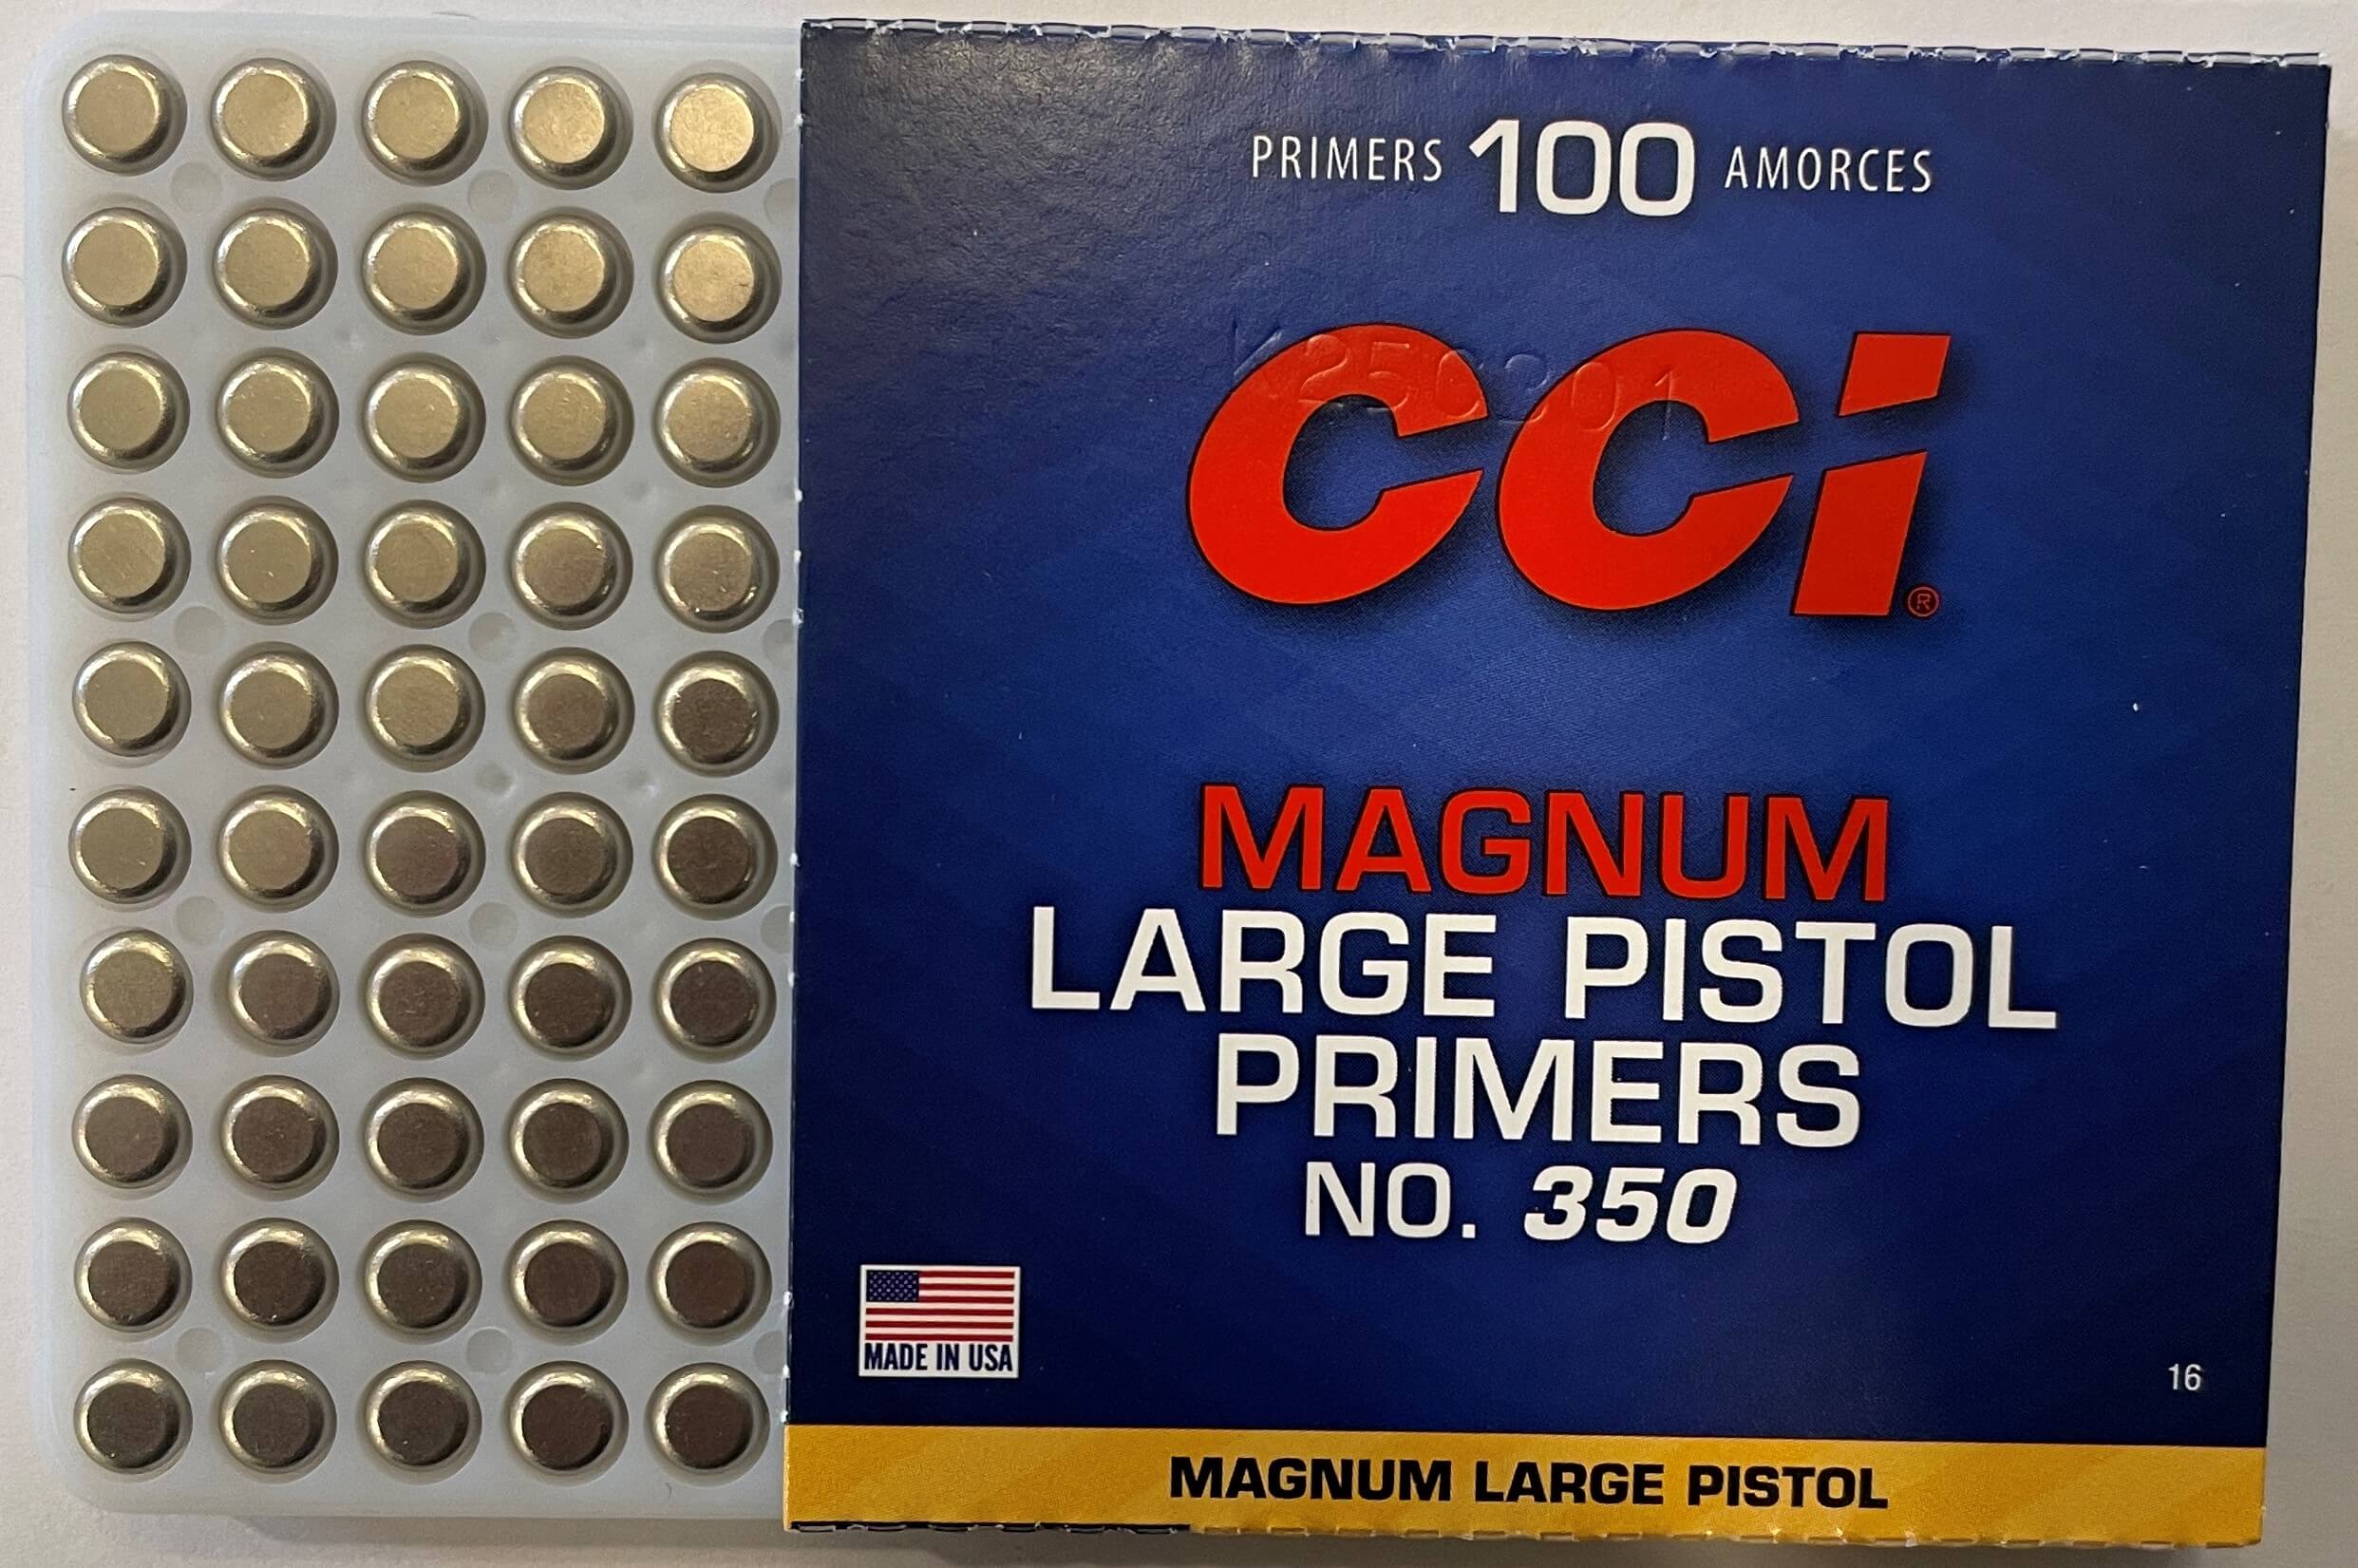 PRIMERS 100 AMORCES
CCI®
MAGNUM
LARGE PISTOL
PRIMERS
NO. 350
MADE IN USA
16
MAGNUM LARGE PISTOL